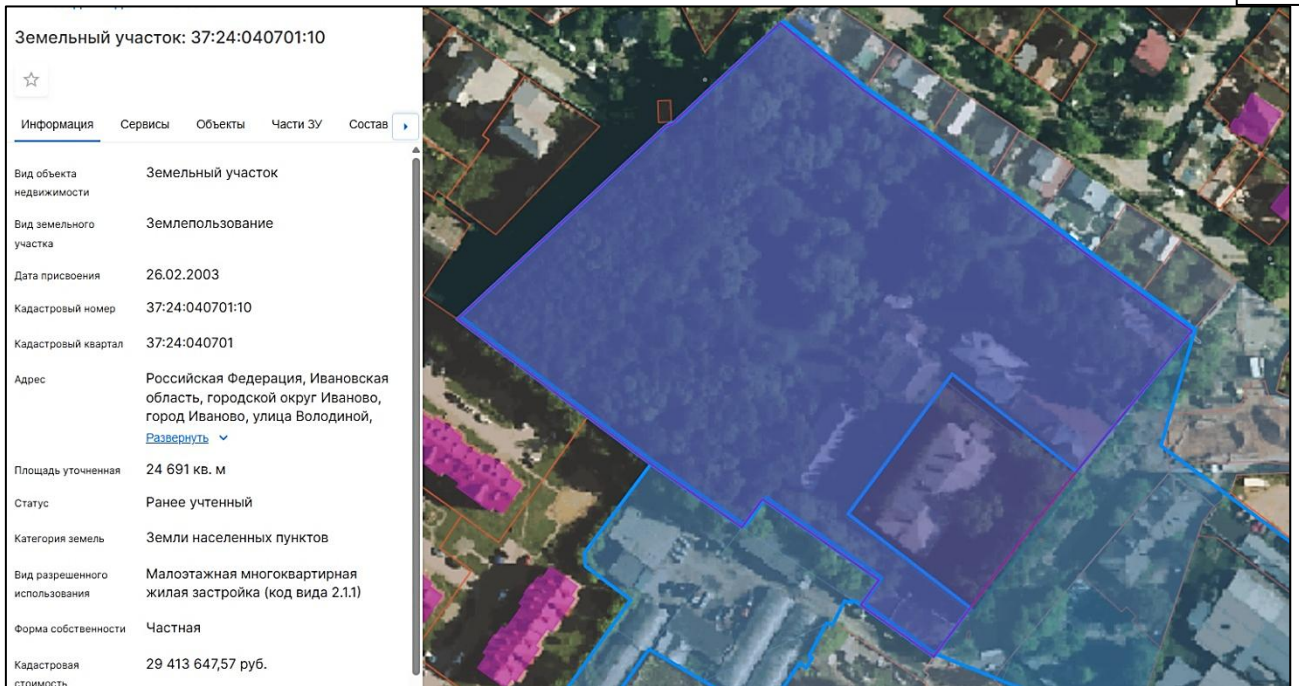 Земельный участок: 37:24:040701:10
Информация Сервисы Объекты Части ЗУ Состав
Вид объекта недвижимости Земельный участок
Вид земельного участка Землепользование
Дата присвоения 26.02.2003
Кадастровый номер 37:24:040701:10
Кадастровый квартал 37:24:040701
Адрес Российская Федерация, Ивановская
область, городской округ Иваново,
город Иваново, улица Володиной,
Развернуть
Площадь уточненная 24 691 кв. м
Статус Ранее учтенный
Категория земель Земли населенных пунктов
Вид разрешенного Малоэтажная многоквартирная
использования жилая застройка (код вида 2.1.1)
Форма собственности Частная
Кадастровая стоимость 29 413 647,57 руб.